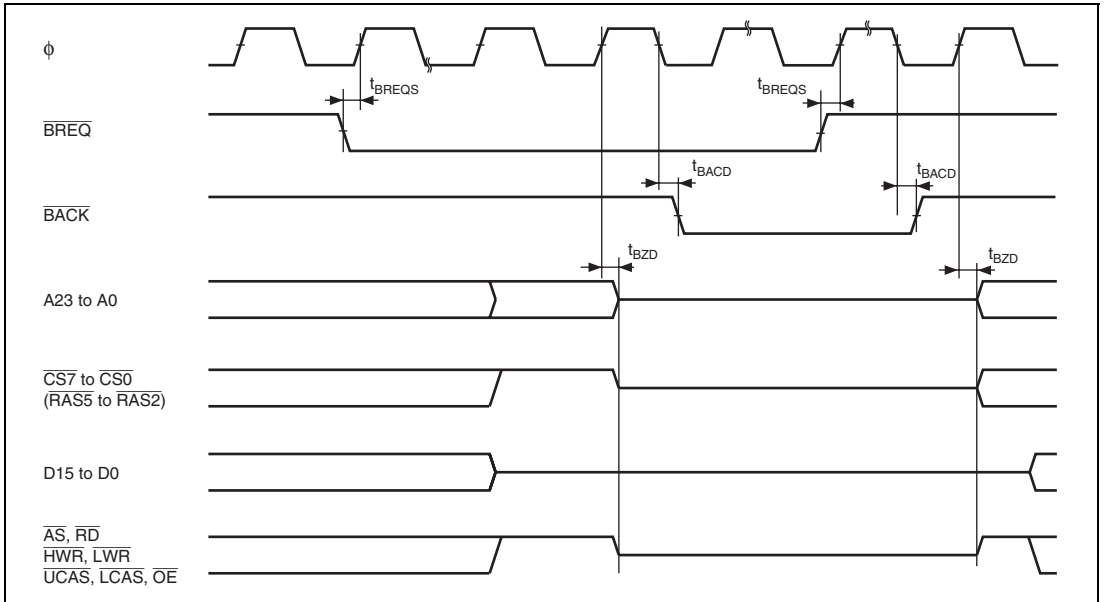 ϕ
tBREQS
tBREQS
BREQ
tBACD
tBACD
BACK
tBZD
tBZD
A23 to A0
CS7 to CS0
(RAS5 to RAS2)
D15 to D0
AS, RD
HWR, LWR
UCAS, LCAS, OE